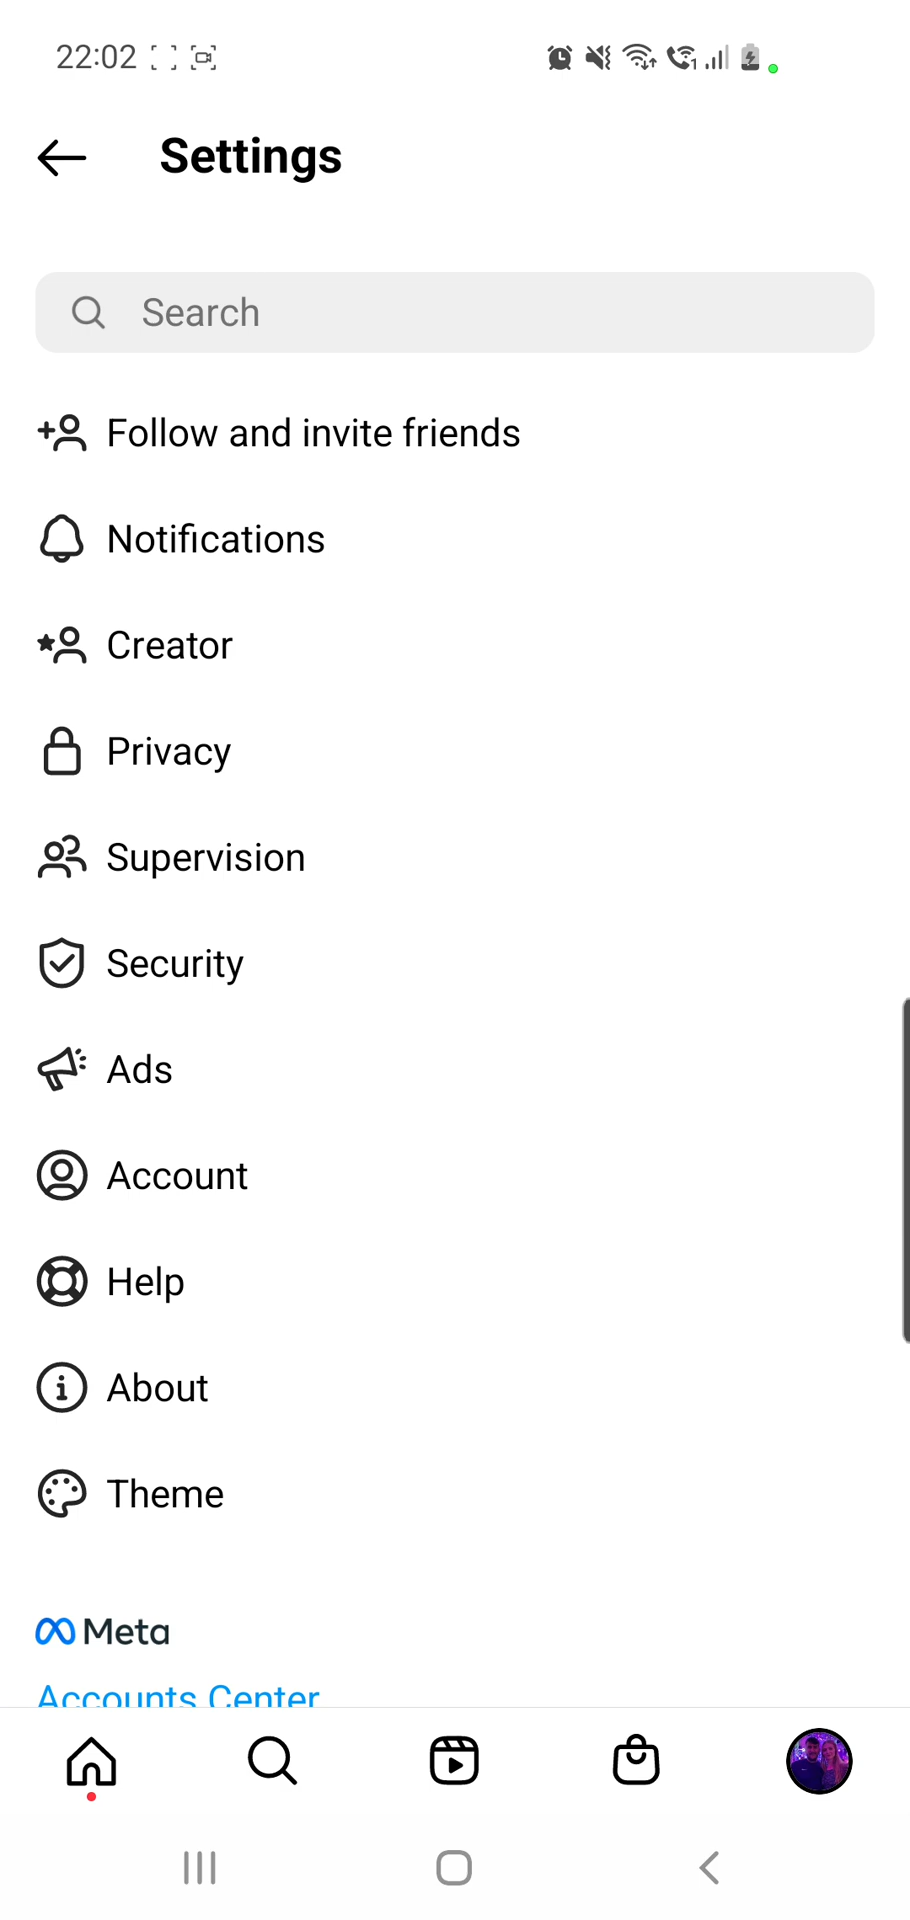 22:02
Settings
Search
Follow and invite friends
Notifications
Creator
Privacy
Supervision
Security
Ads
Account
Help
About
Theme
Meta
Accounts Center